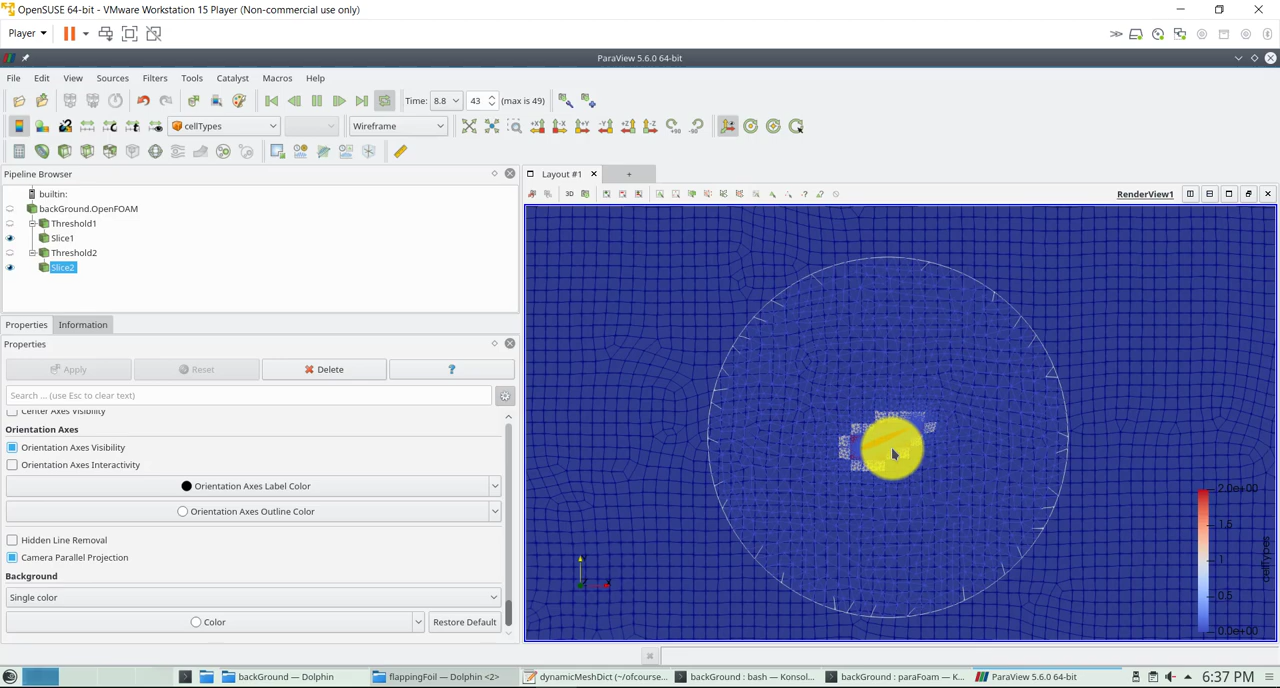 OpenSUSE 64-bit - VMware Workstation 15 Player (Non-commercial use only)
Player
ParaView 5.6.0 64-bit
File Edit View Sources Filters Tools Catalyst Macros Help
Time: 8.8 43 (max is 49)
cellTypes Wireframe +X -X +Y -Y +Z -Z +90 -90
Pipeline Browser
Layout #1 +
builtin:
3D
RenderView1
backGround.OpenFOAM
Threshold1
Slice1
Threshold2
Slice2
Properties Information
Properties
Apply Reset Delete ?
Search ... (use Esc to clear text)
Center Axes Visibility
Orientation Axes
Orientation Axes Visibility
Orientation Axes Interactivity
Orientation Axes Label Color
Orientation Axes Outline Color
Hidden Line Removal
Camera Parallel Projection
Background
Single color
Color Restore Default
2.0e+00
1.5
1
0.5
0.0e+00
cellTypes
Y
X
backGround — Dolphin flappingFoil — Dolphin <2> dynamicMeshDict (~/ofcourse... backGround : bash — Konsol... backGround : paraFoam — K... ParaView 5.6.0 64-bit 6:37 PM